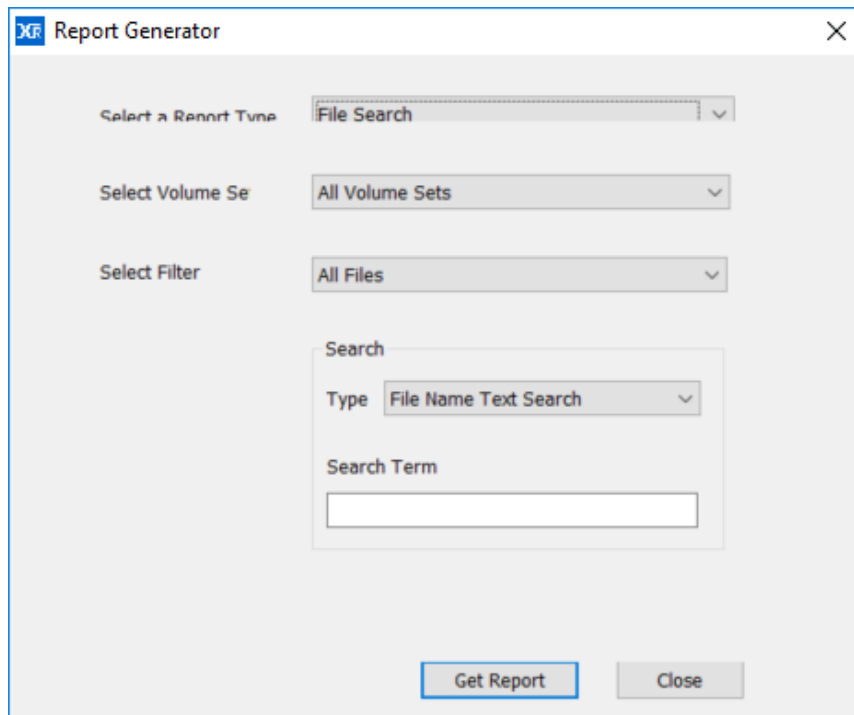 XR Report Generator
Select a Report Type File Search
Select Volume Se All Volume Sets
Select Filter All Files
Search
Type File Name Text Search
Search Term
Get Report Close